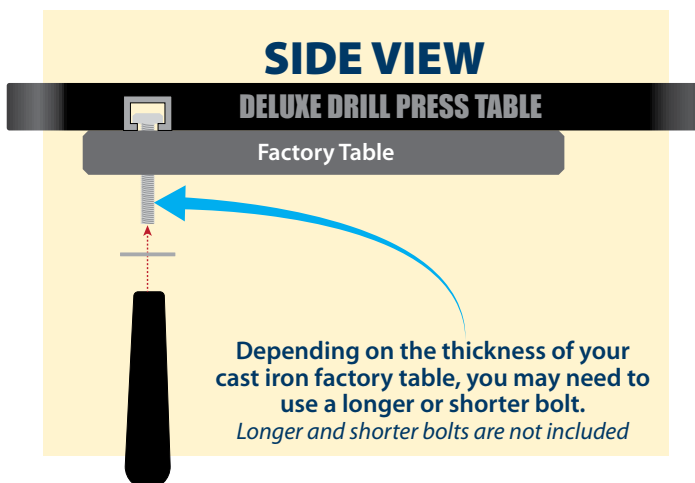 SIDE VIEW
DELUXE DRILL PRESS TABLE
Factory Table
Depending on the thickness of your
cast iron factory table, you may need to
use a longer or shorter bolt.
Longer and shorter bolts are not included